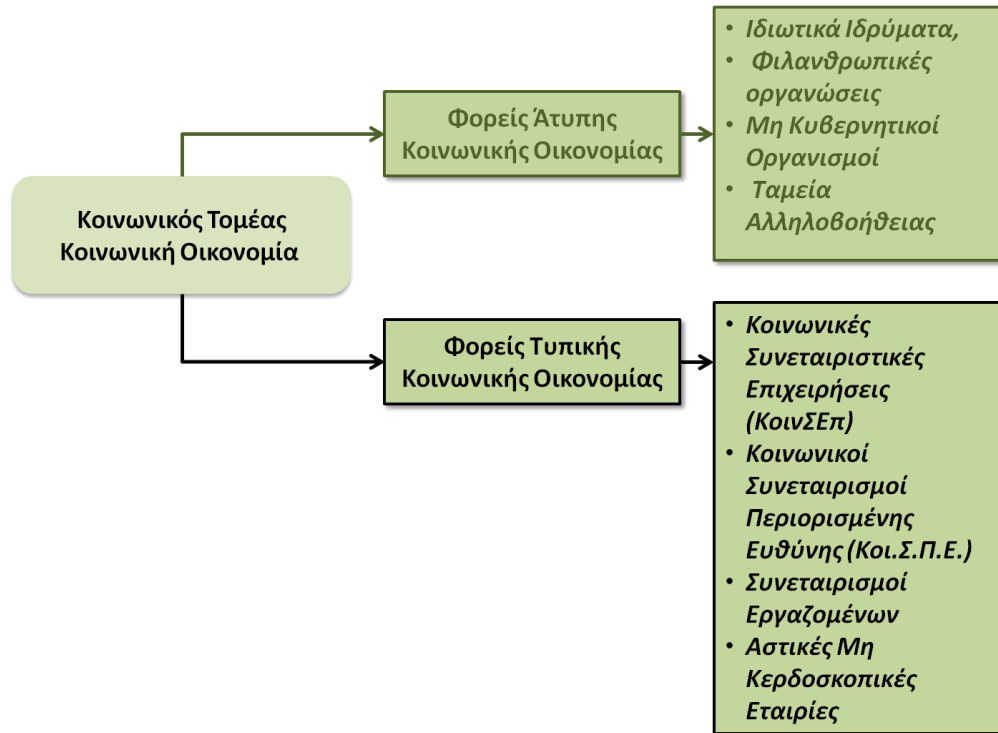 Κοινωνικός Τομέας
Κοινωνική Οικονομία
Φορείς Άτυπης
Κοινωνικής Οικονομίας
• Ιδιωτικά Ιδρύματα,
• Φιλανθρωπικές
οργανώσεις
• Μη Κυβερνητικοί
Οργανισμοί
• Ταμεία
Αλληλοβοήθειας
Φορείς Τυπικής
Κοινωνικής Οικονομίας
• Κοινωνικές
Συνεταιριστικές
Επιχειρήσεις
(ΚοινΣΕπ)
• Κοινωνικοί
Συνεταιρισμοί
Περιορισμένης
Ευθύνης (Κοι.Σ.Π.Ε.)
• Συνεταιρισμοί
Εργαζομένων
• Αστικές Μη
Κερδοσκοπικές
Εταιρίες